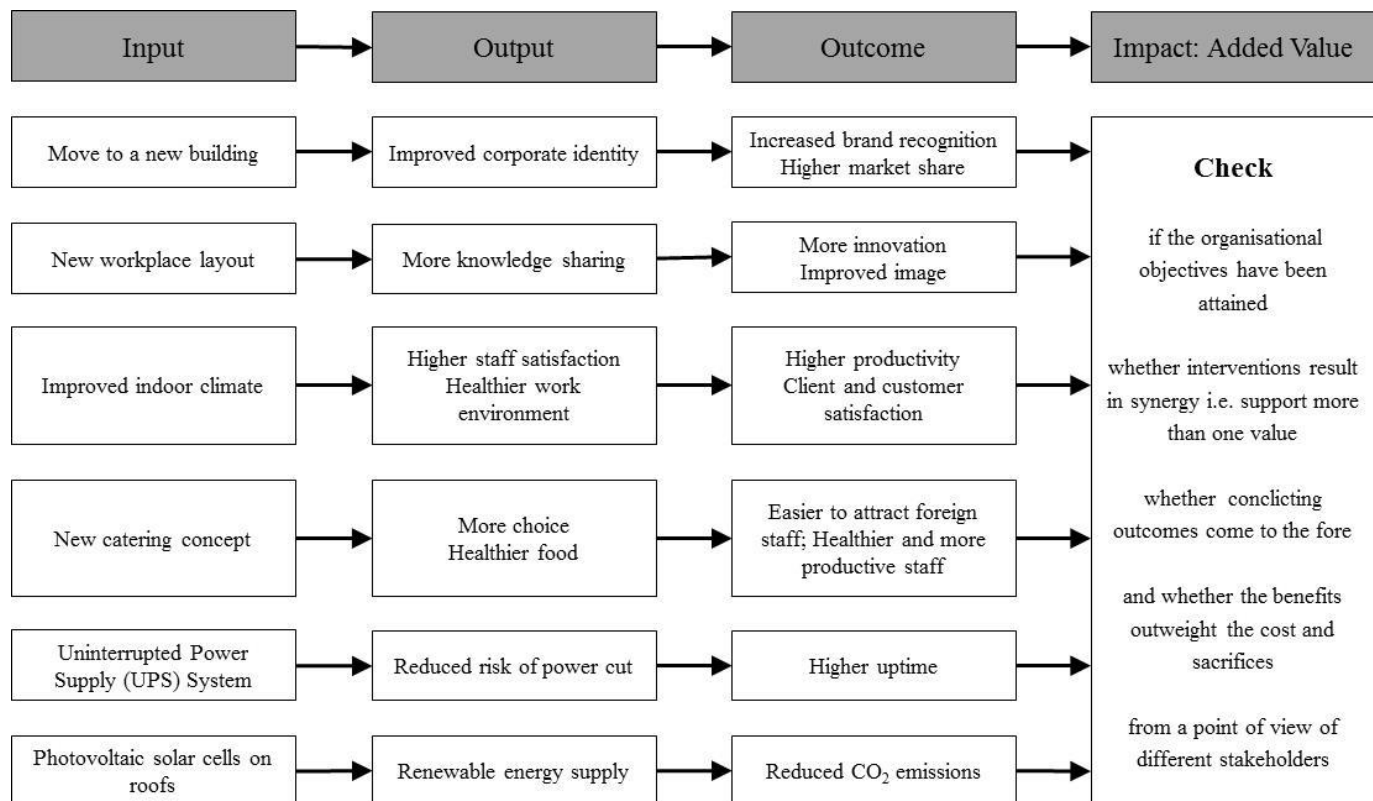 Input
Output
Outcome
Impact: Added Value
Move to a new building
Improved corporate identity
Increased brand recognition
Higher market share
New workplace layout
More knowledge sharing
More innovation
Improved image
Improved indoor climate
Higher staff satisfaction
Healthier work
environment
Higher productivity
Client and customer
satisfaction
New catering concept
More choice
Healthier food
Easier to attract foreign
staff; Healthier and more
productive staff
Uninterrupted Power
Supply (UPS) System
Reduced risk of power cut
Higher uptime
Photovoltaic solar cells on
roofs
Renewable energy supply
Reduced CO₂ emissions
Check
if the organisational
objectives have been
attained
whether interventions result
in synergy i.e. support more
than one value
whether conclicting
outcomes come to the fore
and whether the benefits
outweight the cost and
sacrifices
from a point of view of
different stakeholders